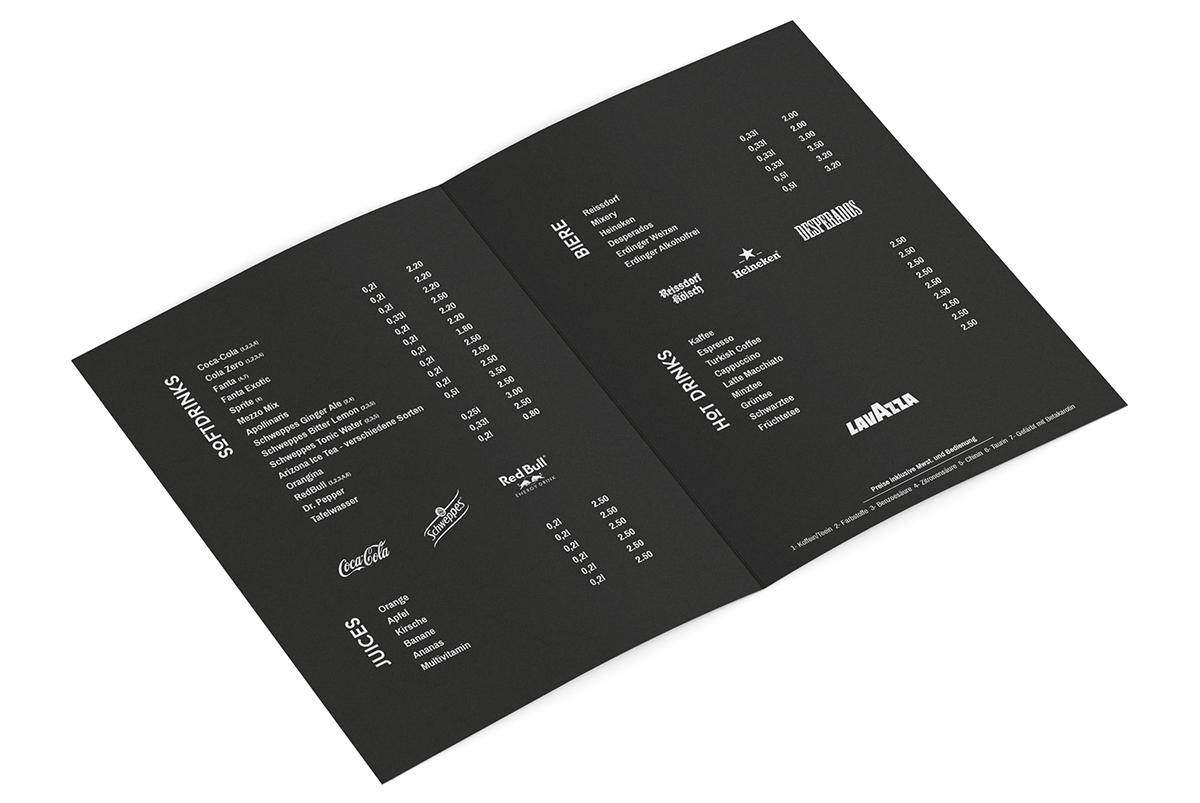 SOFTDRINKS
Coca-Cola (1,2,3,4) 0,2l 2.20
Cola Zero (1,2,3,4) 0,2l 2.20
Fanta (4,7) 0,2l 2.20
Fanta Exotic 0,33l 2.50
Sprite (4) 0,2l 2.20
Mezzo Mix 0,2l 2.20
Apollinaris 0,2l 1.80
Schweppes Ginger Ale (2,4) 0,2l 2.50
Schweppes Bitter Lemon (2,3,5) 0,2l 2.50
Schweppes Tonic Water (2,3,5) 0,2l 2.50
Arizona Ice Tea - verschiedene Sorten 0,5l 3.50
Orangina 2.50
RedBull (1,2,3,4,6) 0,25l 3.00
Dr. Pepper 0,33l 2.50
Tafelwasser 0,2l 0.80
Coca-Cola
Schweppes
Red Bull
ENERGY DRINK
JUICES
Orange 0,2l 2.50
Apfel 0,2l 2.50
Kirsche 0,2l 2.50
Banane 0,2l 2.50
Ananas 0,2l 2.50
Multivitamin 0,2l 2.50
BIERE
Reissdorf 0,33l 2.00
Mixery 0,33l 2.00
Heineken 0,33l 3.00
Desperados 0,33l 3.50
Erdinger Weizen 0,5l 3.20
Erdinger Alkoholfrei 0,5l 3.20
Reissdorf
Kölsch
Heineken
DESPERADOS
HOT DRINKS
Kaffee 2.50
Espresso 2.50
Turkish Coffee 2.50
Cappuccino 2.50
Latte Macchiato 2.50
Minztee 2.50
Grüntee 2.50
Schwarztee 2.50
Früchtetee 2.50
LAVAZZA
Preise inklusive Mwst. und Bedienung
1- Koffein/Teein 2- Farbstoffe 3- Benzoesäure 4- Zitronensäure 5- Chinin 6- Taurin 7- Gefärbt mit Betakarotin